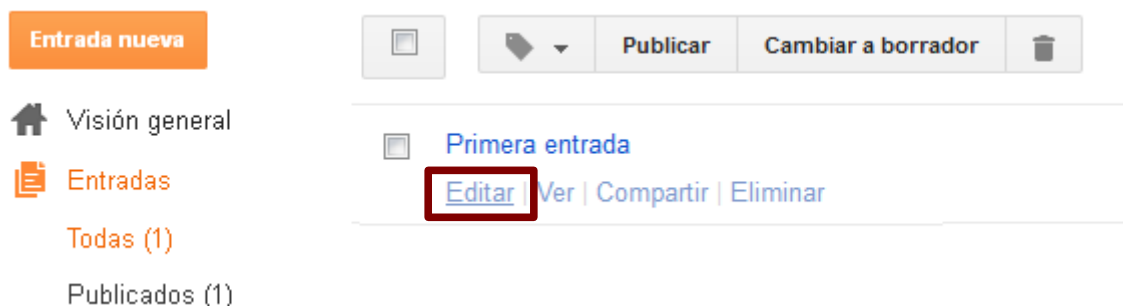 Entrada nueva
Publicar Cambiar a borrador
Visión general
Primera entrada
Entradas
Editar | Ver | Compartir | Eliminar
Todas (1)
Publicados (1)